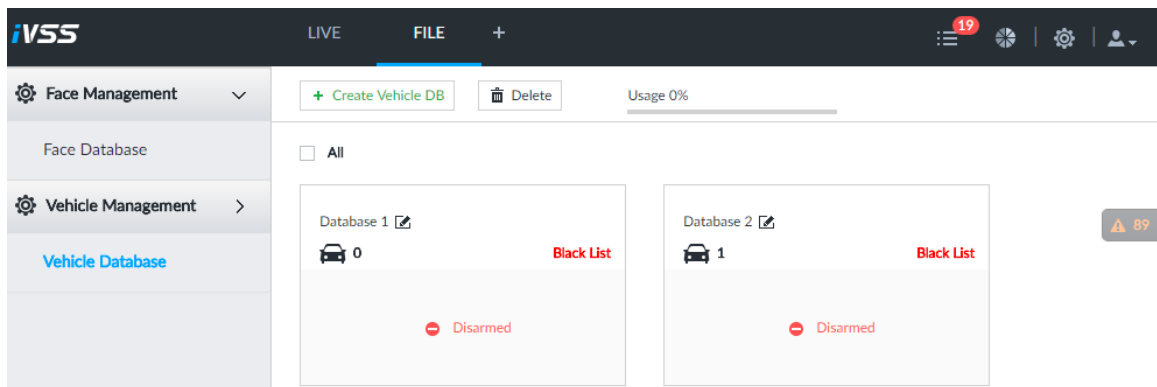 iVSS
LIVE FILE +
19
Face Management
Face Database
Vehicle Management
Vehicle Database
+ Create Vehicle DB
Delete
Usage 0%
All
Database 1
0
Black List
Disarmed
Database 2
1
Black List
Disarmed
89